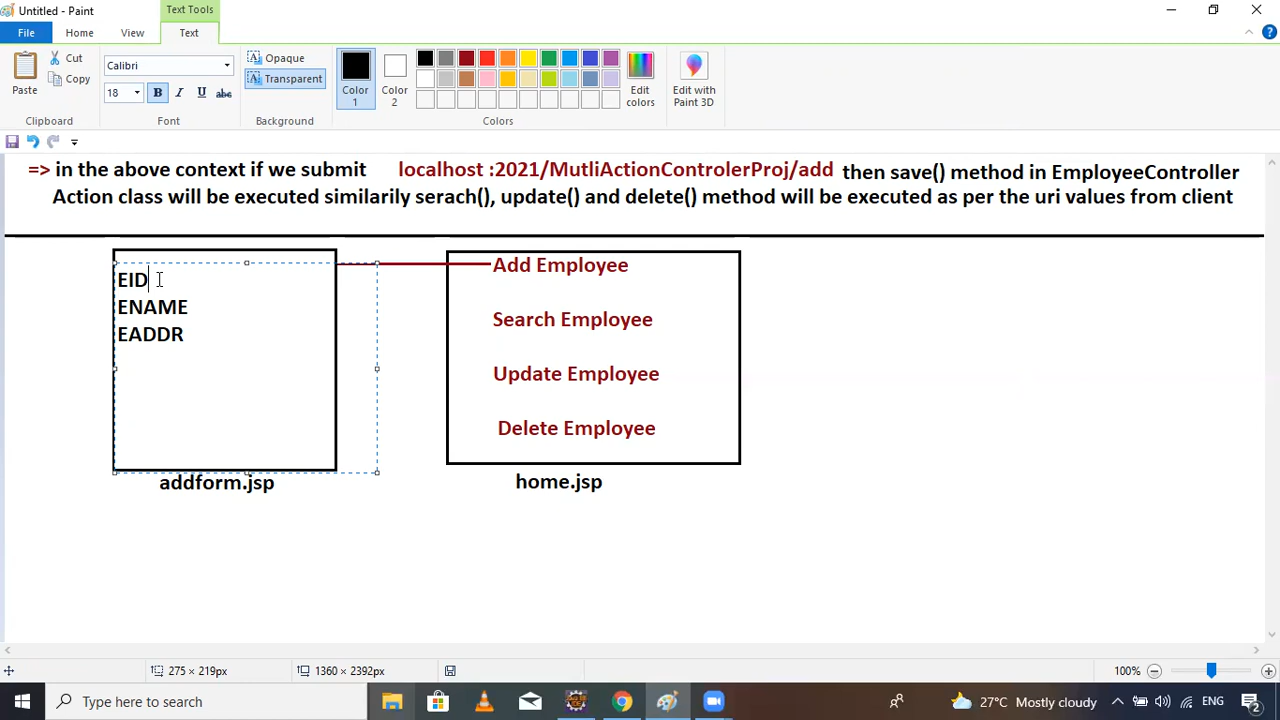 Untitled - Paint
Text Tools
File
Home
View
Text
Paste
Cut
Copy
Clipboard
Calibri
18
B
I
U
abc
Font
Opaque
Transparent
Background
Color
1
Color
2
Edit
colors
Edit with
Paint 3D
Colors
=> in the above context if we submit localhost :2021/MutliActionControlerProj/add then save() method in EmployeeController
Action class will be executed similarily serach(), update() and delete() method will be executed as per the uri values from client
EID
ENAME
EADDR
addform.jsp
Add Employee
Search Employee
Update Employee
Delete Employee
home.jsp
275 × 219px
1360 × 2392px
100%
Type here to search
27°C Mostly cloudy
ENG
2